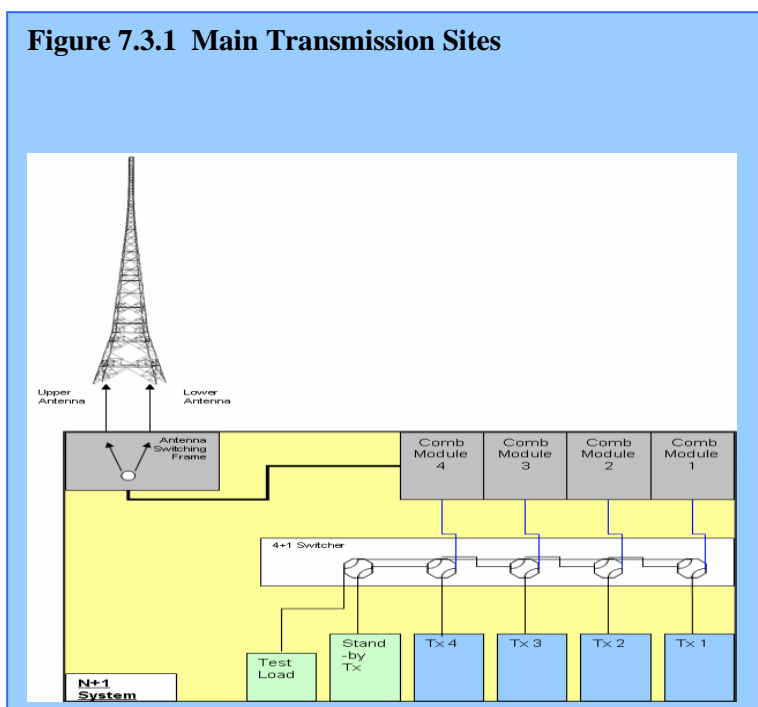 Figure 7.3.1  Main Transmission Sites
Upper
Antenna
Lower
Antenna
Antenna
Switching
Frame
Comb
Module
4
Comb
Module
3
Comb
Module
2
Comb
Module
1
4+1 Switcher
Test
Load
Stand
-by
Tx
Tx 4
Tx 3
Tx 2
Tx 1
N+1
System